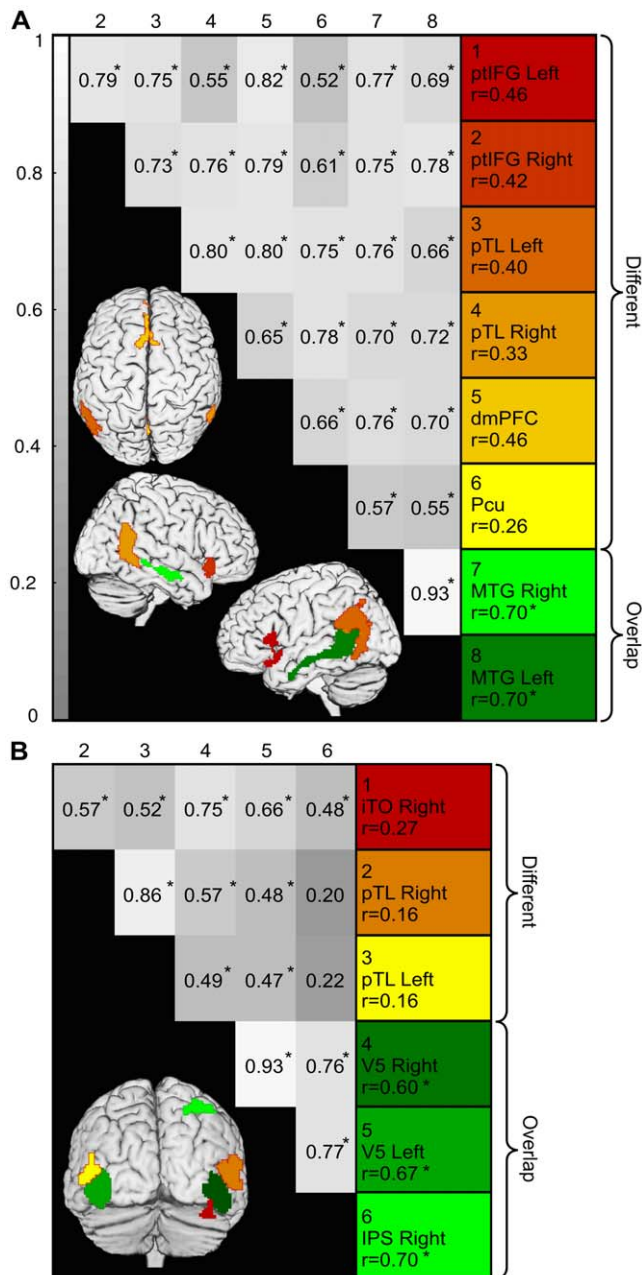 A
2 3 4 5 6 7 8
1
0.79* 0.75* 0.55* 0.82* 0.52* 0.77* 0.69*
1
ptIFG Left
r=0.46
0.8
0.73* 0.76* 0.79* 0.61* 0.75* 0.78*
2
ptIFG Right
r=0.42
0.80* 0.80* 0.75* 0.76* 0.66*
3
pTL Left
r=0.40
Different
0.6
0.65* 0.78* 0.70* 0.72*
4
pTL Right
r=0.33
0.4
0.66* 0.76* 0.70*
5
dmPFC
r=0.46
0.57* 0.55*
6
Pcu
r=0.26
0.2
0.93*
7
MTG Right
r=0.70*
Overlap
8
MTG Left
r=0.70*
0
B
2 3 4 5 6
0.57* 0.52* 0.75* 0.66* 0.48*
1
iTO Right
r=0.27
0.86* 0.57* 0.48* 0.20
2
pTL Right
r=0.16
Different
0.49* 0.47* 0.22
3
pTL Left
r=0.16
0.93* 0.76*
4
V5 Right
r=0.60*
0.77*
5
V5 Left
r=0.67*
Overlap
6
IPS Right
r=0.70*